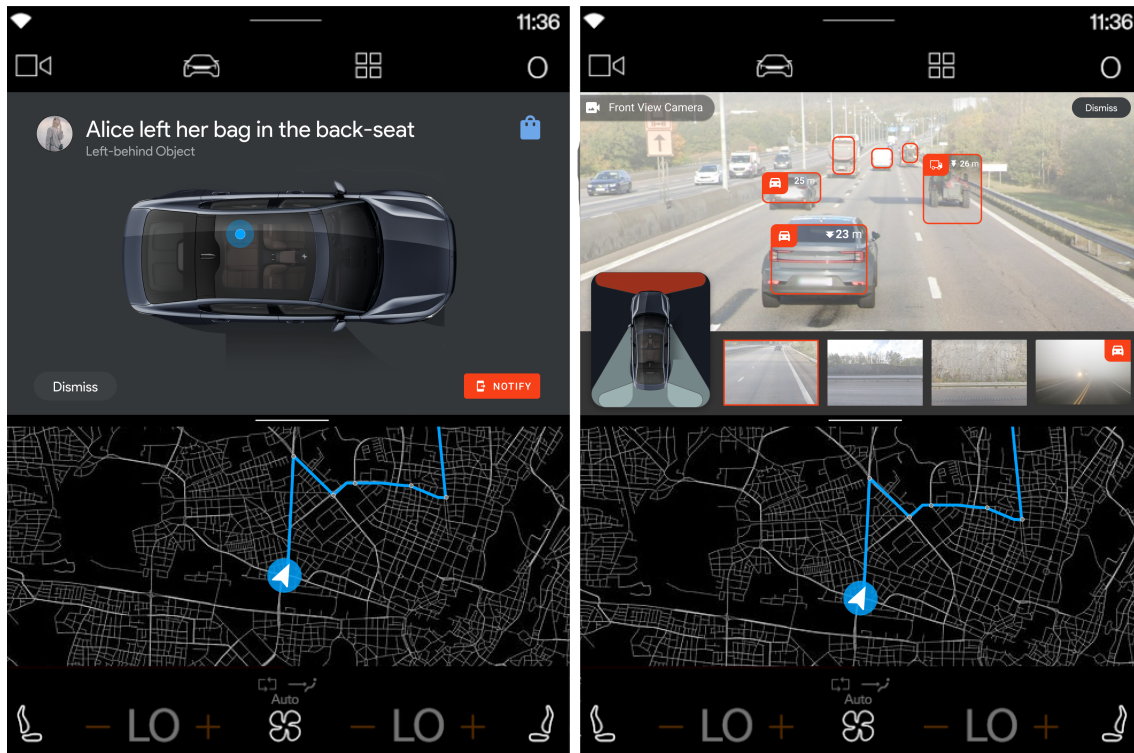 11:36
Alice left her bag in the back-seat
Left-behind Object
Dismiss
NOTIFY
Auto
— LO +
— LO +
11:36
Front View Camera
Dismiss
26 m
25 m
23 m
Auto
— LO +
— LO +